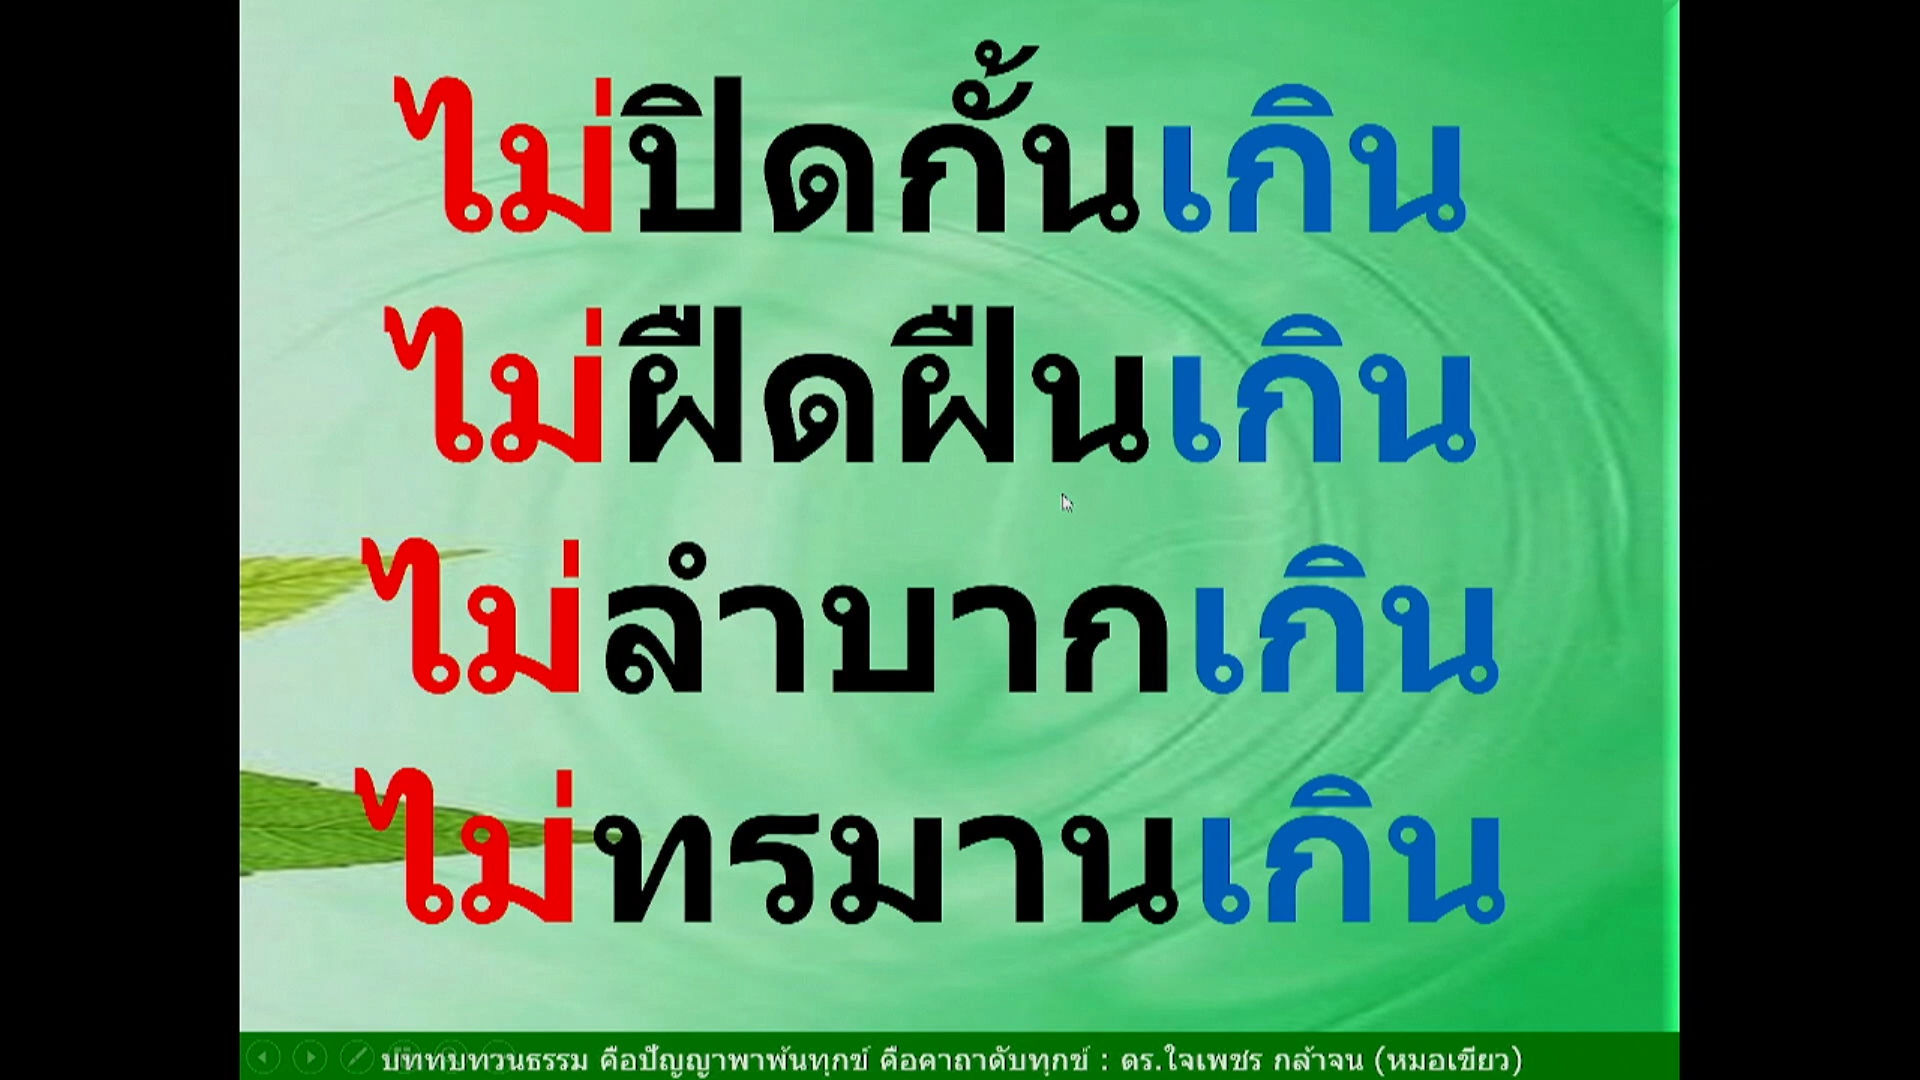 ไม่ปิดกั้นเกิน
ไม่ฝืดฝืนเกิน
ไม่ลำบากเกิน
ไม่ทรมานเกิน
บททบทวนธรรม คือปัญญาพาพ้นทุกข์ คือคาถาดับทุกข์ : ดร.ใจเพชร กล้าจน (หมอเขียว)